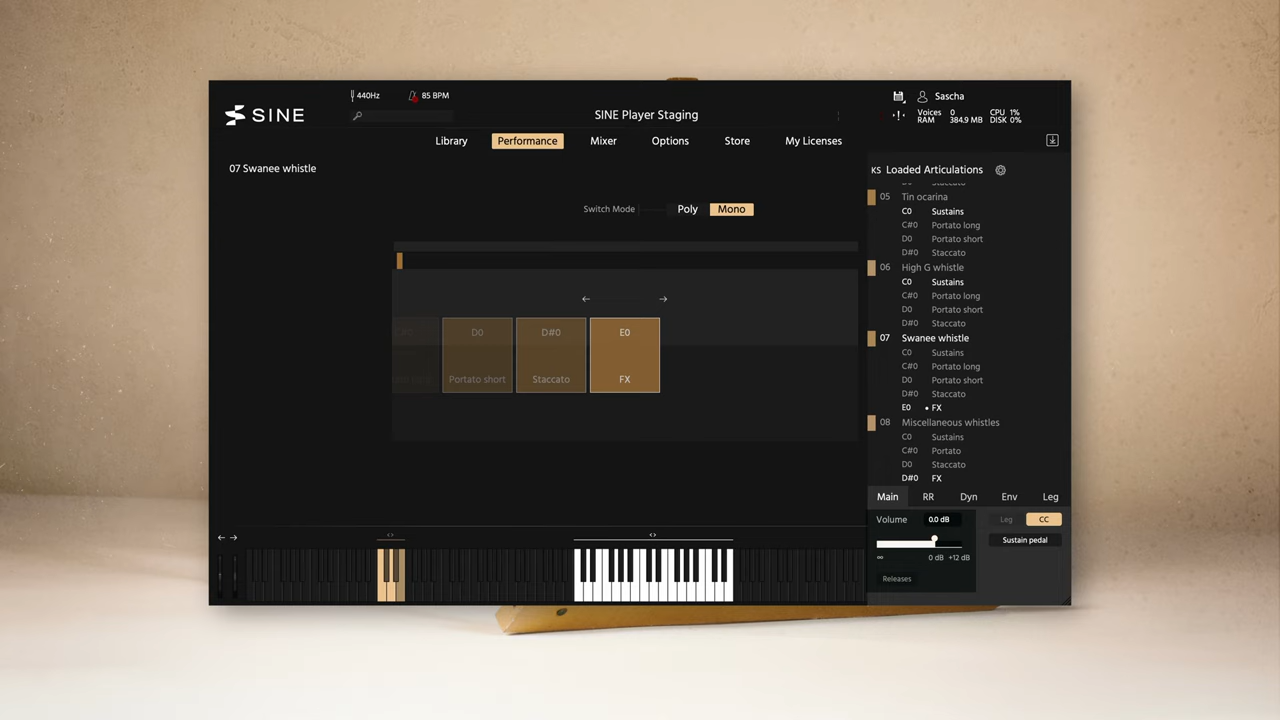 440Hz
85 BPM
SINE
SINE Player Staging
Sascha
Voices 0
RAM 384.9 MB
CPU 1%
DISK 0%
Library Performance Mixer Options Store My Licenses
07 Swanee whistle
Switch Mode Poly Mono
D0 D#0 E0
Portato short Staccato FX
KS Loaded Articulations
Staccato
05 Tin ocarina
C0 Sustains
C#0 Portato long
D0 Portato short
D#0 Staccato
06 High G whistle
C0 Sustains
C#0 Portato long
D0 Portato short
D#0 Staccato
07 Swanee whistle
C0 Sustains
C#0 Portato long
D0 Portato short
D#0 Staccato
E0 • FX
08 Miscellaneous whistles
C0 Sustains
C#0 Portato
D0 Staccato
D#0 FX
Main RR Dyn Env Leg
Volume 0.0 dB
Leg CC
Sustain pedal
∞ 0 dB +12 dB
Releases